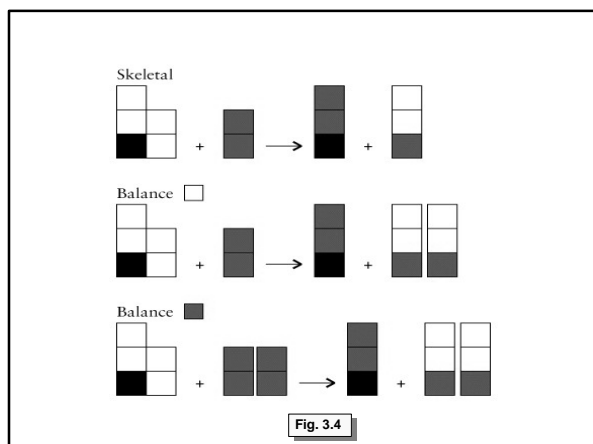 Skeletal
+ → +
Balance
+ → +
Balance
+ → +
Fig. 3.4